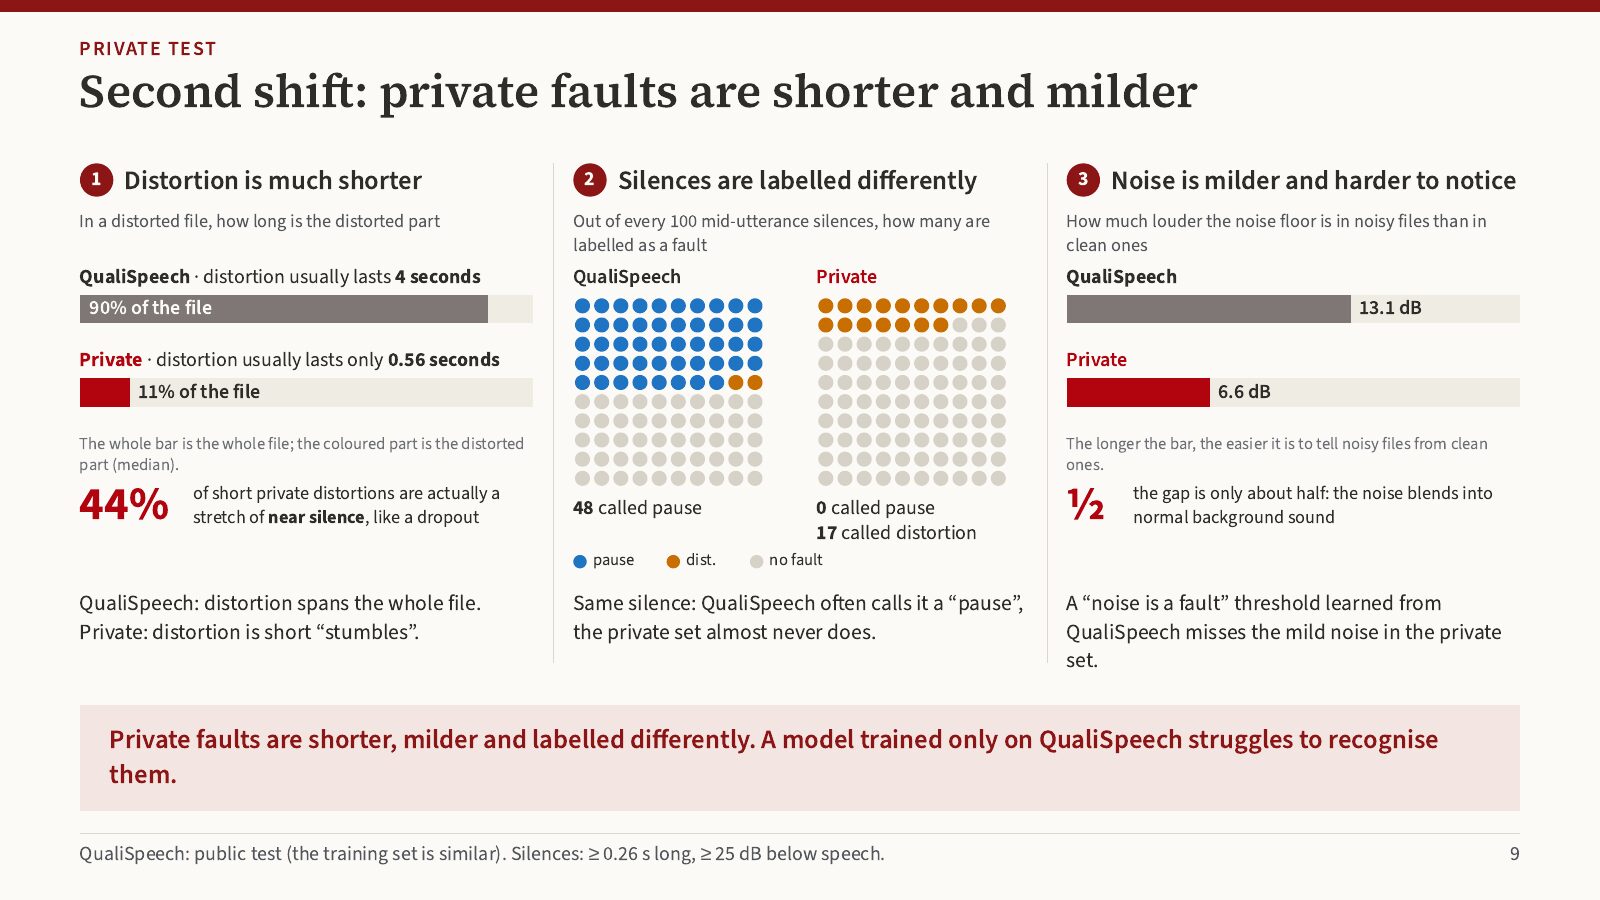 PRIVATE TEST
Second shift: private faults are shorter and milder
1 Distortion is much shorter
In a distorted file, how long is the distorted part
QualiSpeech · distortion usually lasts 4 seconds
90% of the file
Private · distortion usually lasts only 0.56 seconds
11% of the file
The whole bar is the whole file; the coloured part is the distorted
part (median).
44%
of short private distortions are actually a
stretch of near silence, like a dropout
QualiSpeech: distortion spans the whole file.
Private: distortion is short “stumbles”.
2 Silences are labelled differently
Out of every 100 mid-utterance silences, how many are
labelled as a fault
QualiSpeech
Private
48 called pause
0 called pause
17 called distortion
pause dist. no fault
Same silence: QualiSpeech often calls it a “pause”,
the private set almost never does.
3 Noise is milder and harder to notice
How much louder the noise floor is in noisy files than in
clean ones
QualiSpeech
13.1 dB
Private
6.6 dB
The longer the bar, the easier it is to tell noisy files from clean
ones.
½
the gap is only about half: the noise blends into
normal background sound
A “noise is a fault” threshold learned from
QualiSpeech misses the mild noise in the private
set.
Private faults are shorter, milder and labelled differently. A model trained only on QualiSpeech struggles to recognise
them.
QualiSpeech: public test (the training set is similar). Silences: ≥ 0.26 s long, ≥ 25 dB below speech.
9